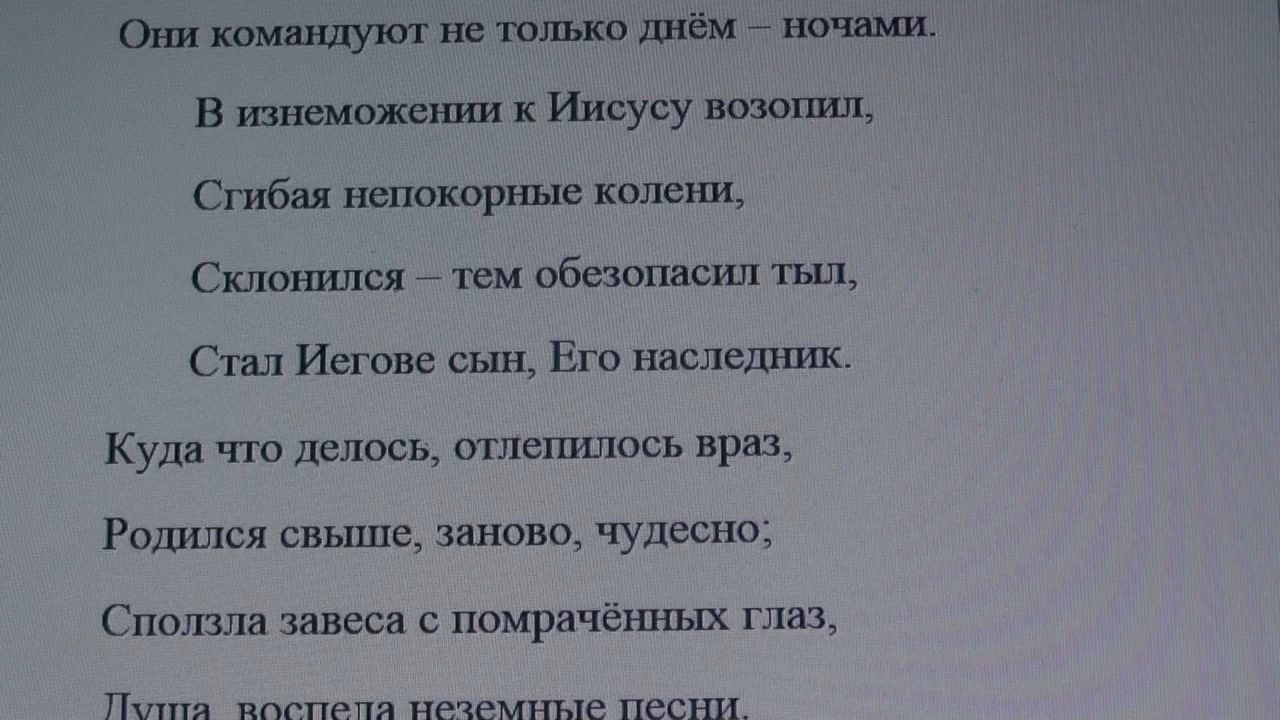 Они командуют не только днём – ночами.
В изнеможении к Иисусу возопил,
Сгибая непокорные колени,
Склонился – тем обезопасил тыл,
Стал Иегове сын, Его наследник.
Куда что делось, отлепилось враз,
Родился свыше, заново, чудесно;
Сползла завеса с помрачённых глаз,
Душа воспела неземные песни.